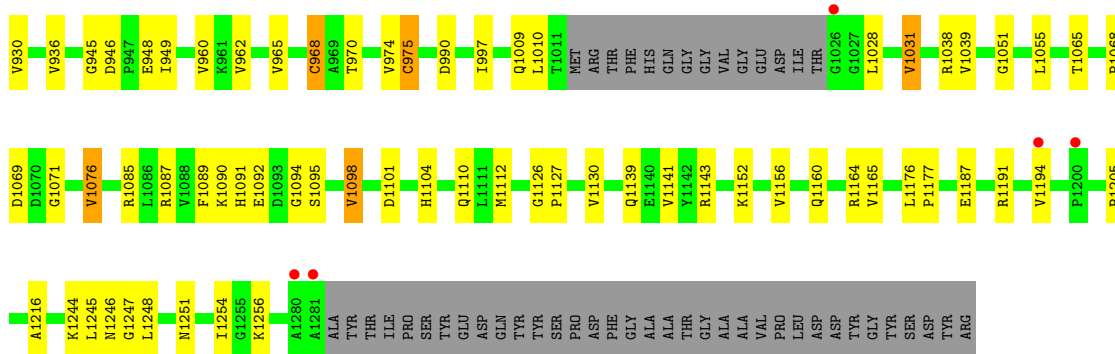 V930 V936 G945 D946 P947 E948 I949 V960 K961 V962 V965 C968 A969 T970 V974 C975 D990 I997 Q1009 L1010 T1011 MET ARG THR PHE HIS GLN GLY GLY VAL GLY GLU ASP ILE THR G1026 G1027 L1028 V1031 R1038 V1039 G1051 L1055 T1065
D1069 D1070 G1071 V1076 R1085 L1086 R1087 V1088 F1089 K1090 H1091 E1092 D1093 G1094 S1095 V1098 D1101 H1104 Q1110 L1111 M1112 G1126 P1127 V1130 Q1139 E1140 V1141 Y1142 R1143 K1152 V1156 Q1160 R1164 V1165 L1176 P1177 E1187 R1191 V1194 P1200
A1216 K1244 L1245 N1246 G1247 L1248 N1251 I1254 G1255 K1256 A1280 A1281 ALA TYR THR ILE PRO SER TYR GLU ASP GLN TYR TYR SER PRO ASP PHE GLY ALA ALA THR GLY ALA ALA VAL PRO LEU ASP ASP TYR GLY TYR SER ASP TYR ARG